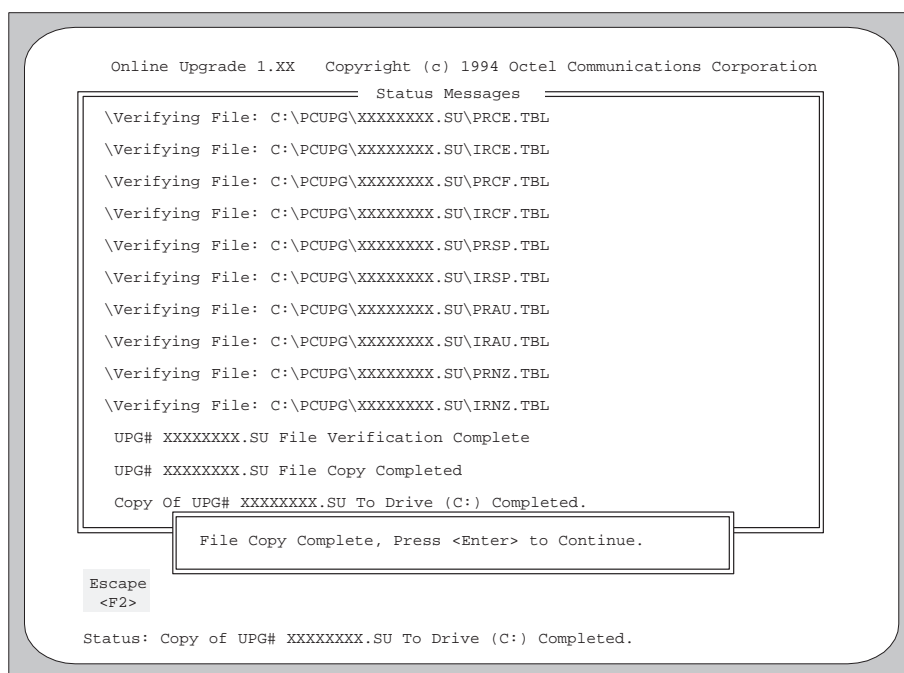 Online Upgrade 1.XX   Copyright (c) 1994 Octel Communications Corporation
Status Messages
\Verifying File: C:\PCUPG\XXXXXXXX.SU\PRCE.TBL
\Verifying File: C:\PCUPG\XXXXXXXX.SU\IRCE.TBL
\Verifying File: C:\PCUPG\XXXXXXXX.SU\PRCF.TBL
\Verifying File: C:\PCUPG\XXXXXXXX.SU\IRCF.TBL
\Verifying File: C:\PCUPG\XXXXXXXX.SU\PRSP.TBL
\Verifying File: C:\PCUPG\XXXXXXXX.SU\IRSP.TBL
\Verifying File: C:\PCUPG\XXXXXXXX.SU\PRAU.TBL
\Verifying File: C:\PCUPG\XXXXXXXX.SU\IRAU.TBL
\Verifying File: C:\PCUPG\XXXXXXXX.SU\PRNZ.TBL
\Verifying File: C:\PCUPG\XXXXXXXX.SU\IRNZ.TBL
UPG# XXXXXXXX.SU File Verification Complete
UPG# XXXXXXXX.SU File Copy Completed
Copy Of UPG# XXXXXXXX.SU To Drive (C:) Completed.
File Copy Complete, Press <Enter> to Continue.
Escape
<F2>
Status: Copy of UPG# XXXXXXXX.SU To Drive (C:) Completed.